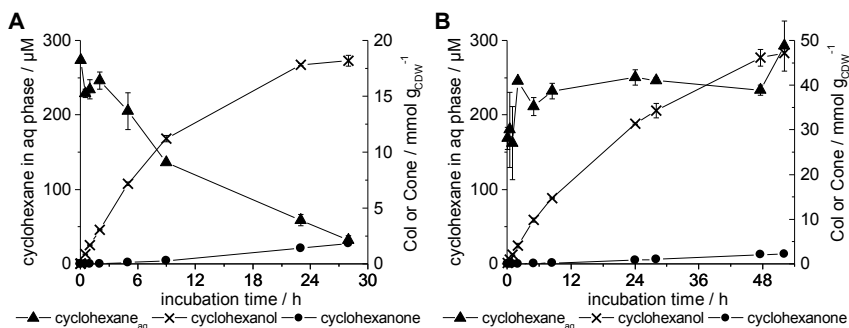 A
B
cyclohexane in aq phase / µM
300
200
100
0
0 6 12 18 24 30
incubation time / h
20
15
10
5
0
Col or Cone / mmol gCDW-1
cyclohexaneaq cyclohexanol cyclohexanone
cyclohexane in aq phase / µM
300
200
100
0
0 12 24 36 48
incubation time / h
50
40
30
20
10
0
Col or Cone / mmol gCDW-1
cyclohexaneaq cyclohexanol cyclohexanone